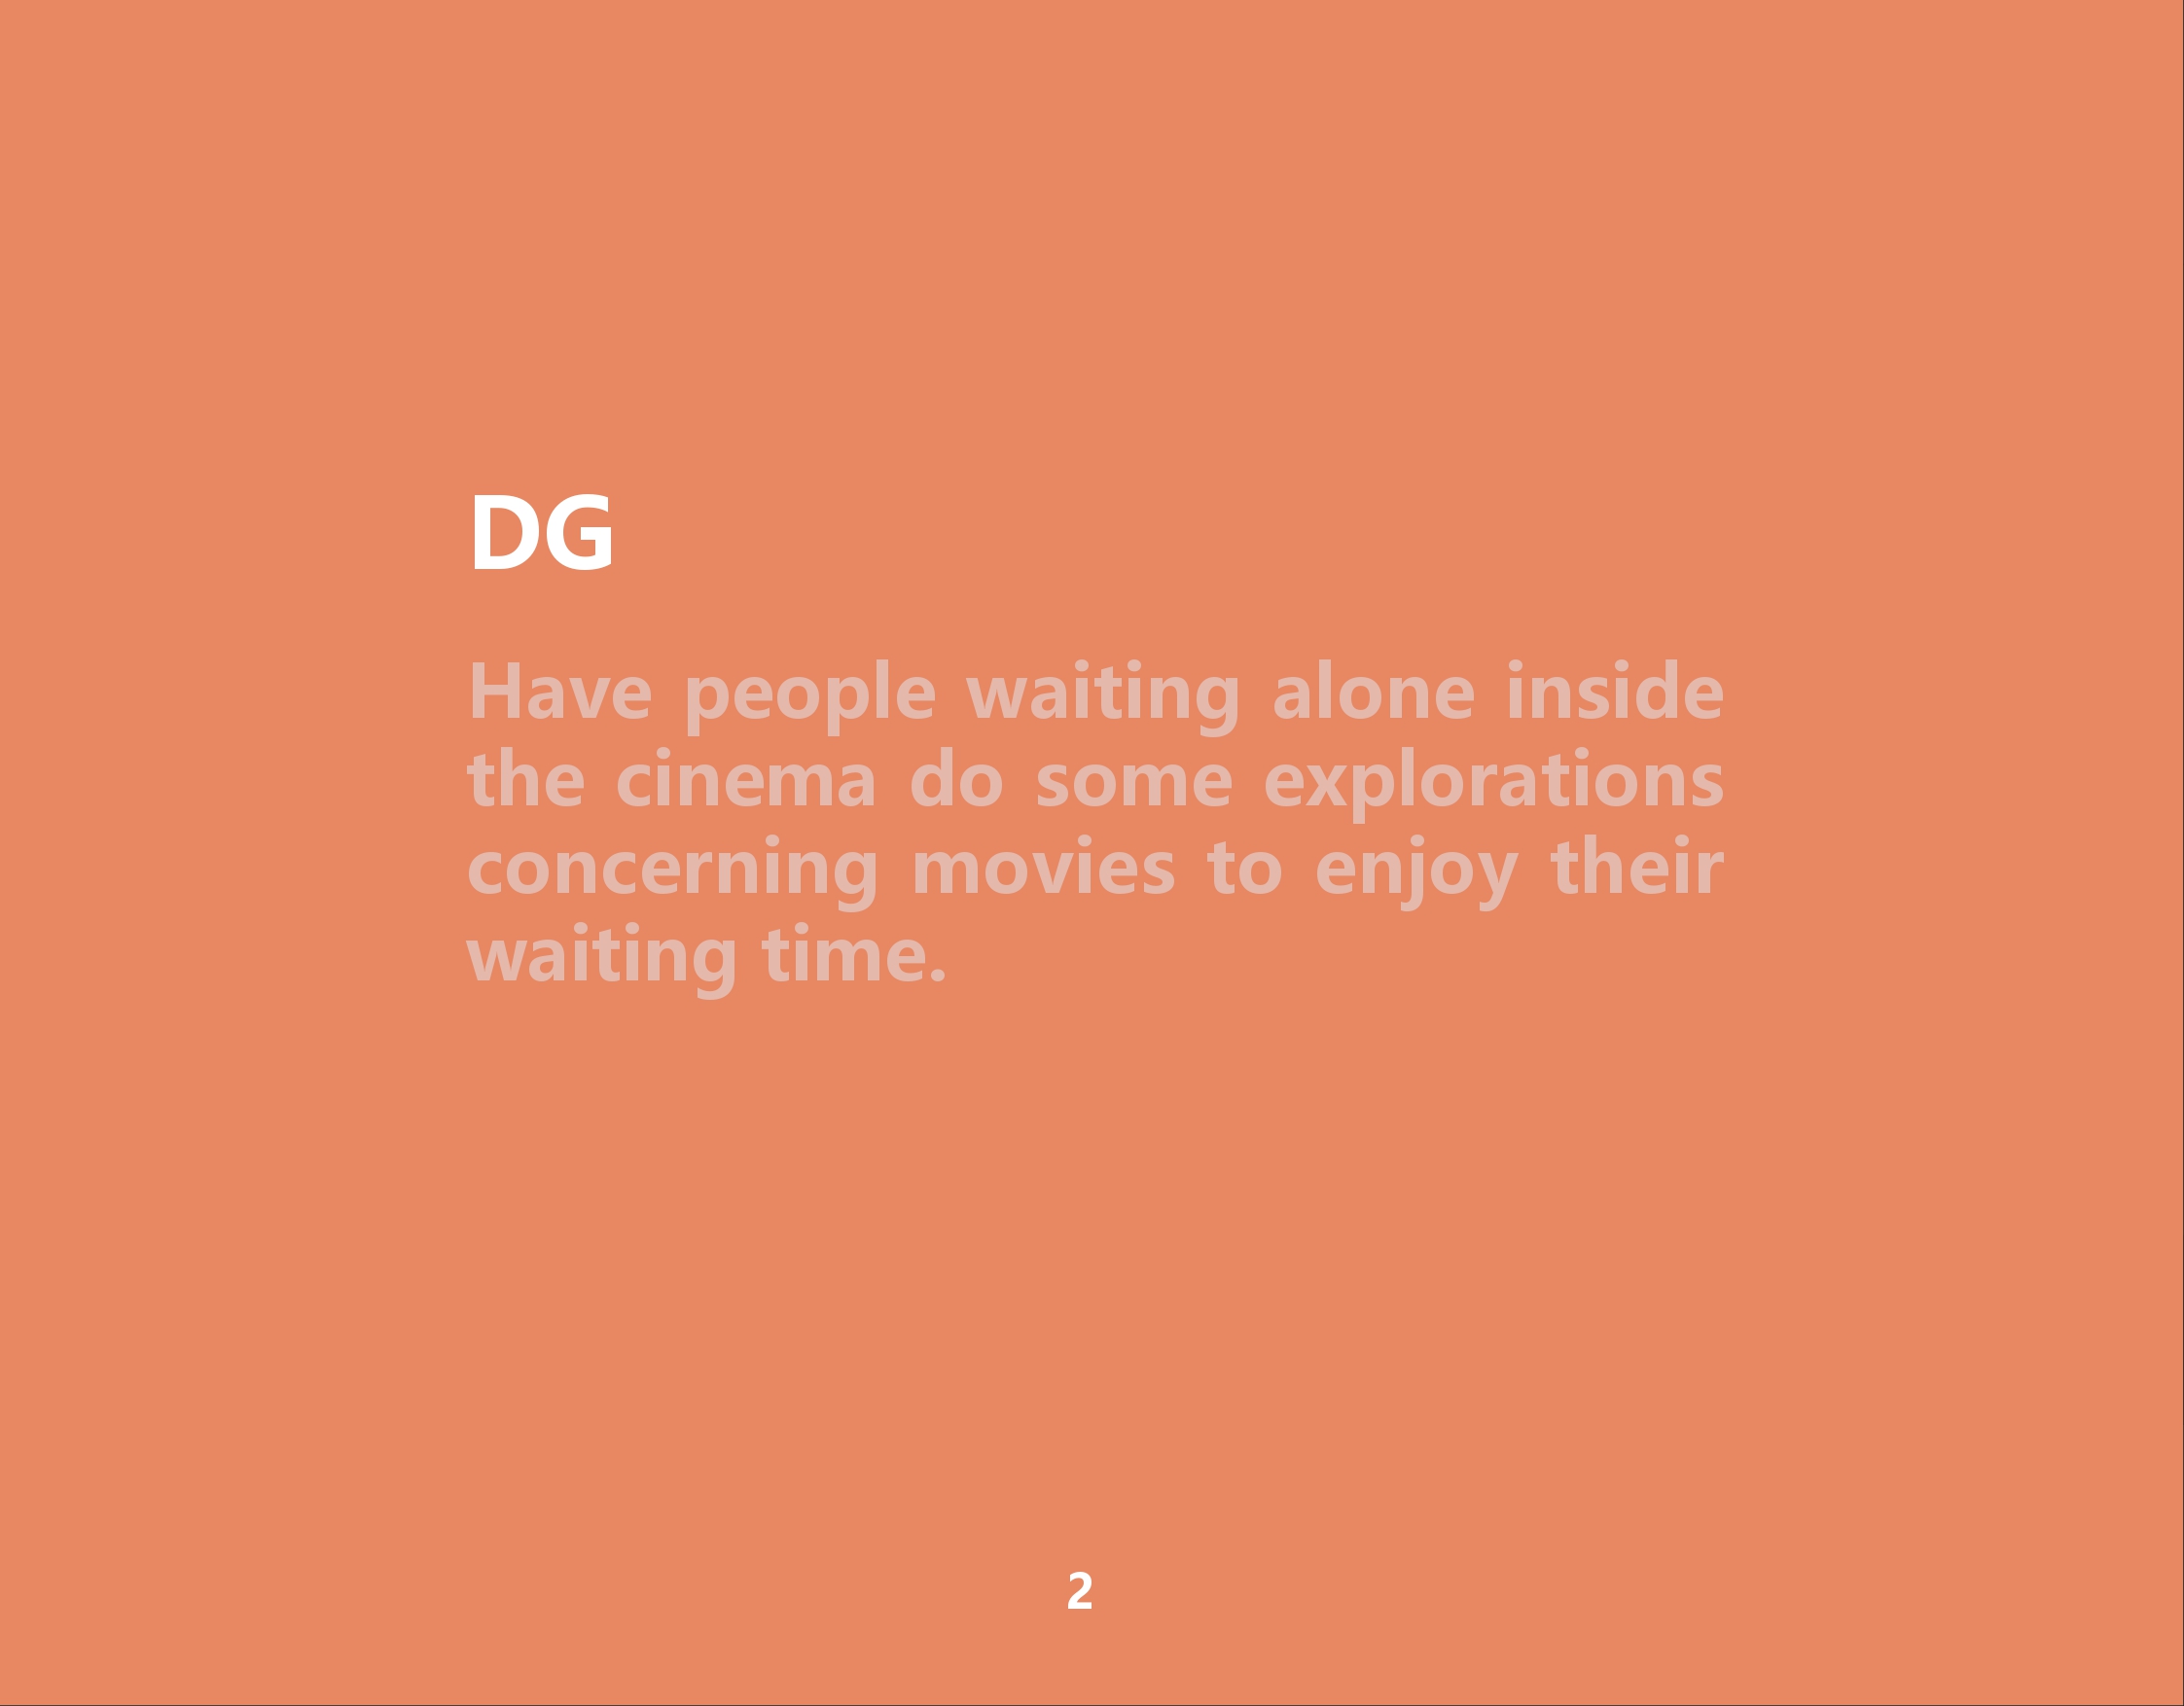 DG
Have people waiting alone inside
the cinema do some explorations
concerning movies to enjoy their
waiting time.
2